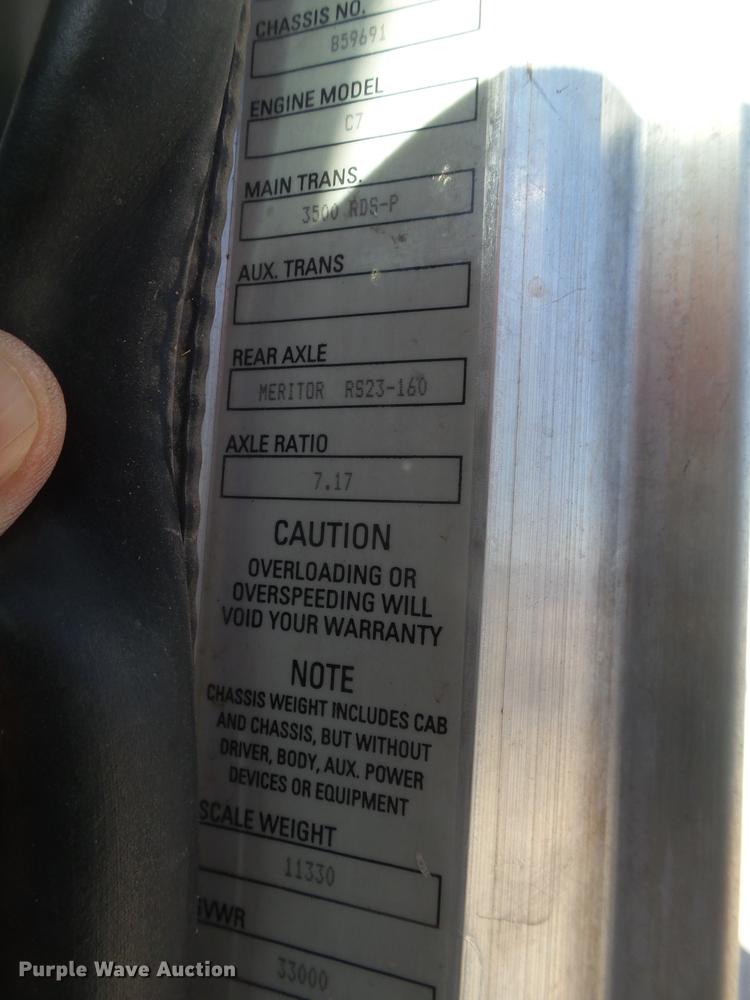 CHASSIS NO.
B59691
ENGINE MODEL
C7
MAIN TRANS.
3500 RDS-P
AUX. TRANS
REAR AXLE
MERITOR RS23-160
AXLE RATIO
7.17
CAUTION
OVERLOADING OR
OVERSPEEDING WILL
VOID YOUR WARRANTY
NOTE
CHASSIS WEIGHT INCLUDES CAB
AND CHASSIS, BUT WITHOUT
DRIVER, BODY, AUX. POWER
DEVICES OR EQUIPMENT
SCALE WEIGHT
11330
VWR
33000
Purple Wave Auction